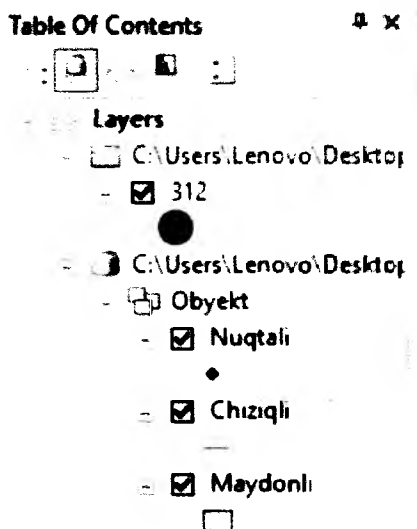 Table Of Contents
Layers
C:\Users\Lenovo\Desktop
312
C:\Users\Lenovo\Desktop
Obyekt
Nuqtali
Chiziqli
Maydonli